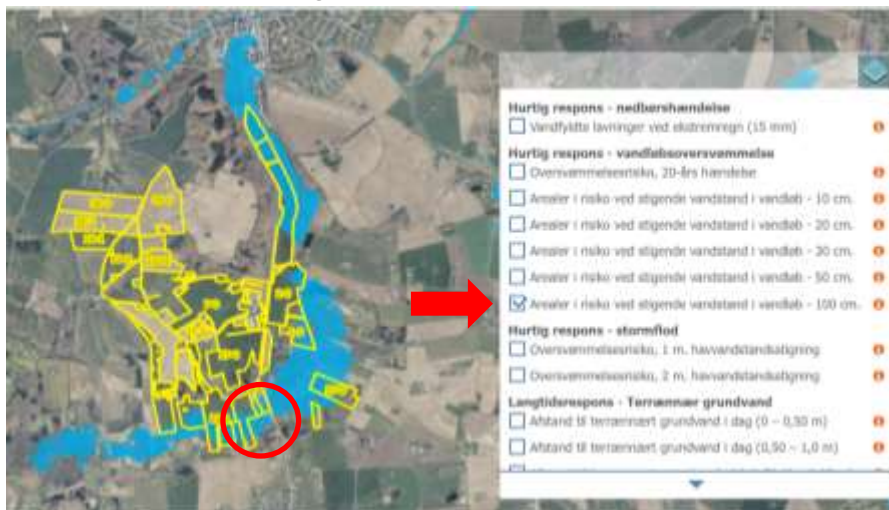 Hurtig respons - nedbørshændelse
Vandfyldte lavninger ved ekstremregn (15 mm)
Hurtig respons - vandløbsoversvømmelse
Oversvømmelsesrisiko, 20-års hændelse
Arealer i risiko ved stigende vandstand i vandløb - 10 cm.
Arealer i risiko ved stigende vandstand i vandløb - 20 cm.
Arealer i risiko ved stigende vandstand i vandløb - 30 cm.
Arealer i risiko ved stigende vandstand i vandløb - 50 cm.
Arealer i risiko ved stigende vandstand i vandløb - 100 cm.
Hurtig respons - stormflod
Oversvømmelsesrisiko, 1 m. havvandstandsstigning
Oversvømmelsesrisiko, 2 m. havvandstandsstigning
Langtidsrespons - Terrænnær grundvand
Afstand til terrænnært grundvand i dag (0 - 0,50 m)
Afstand til terrænnært grundvand i dag (0,50 - 1,0 m)